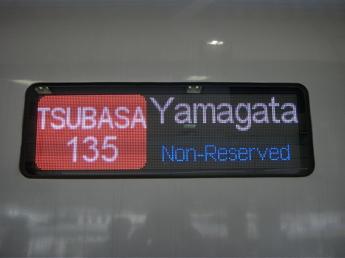 TSUBASA
135
Yamagata
Non-Reserved